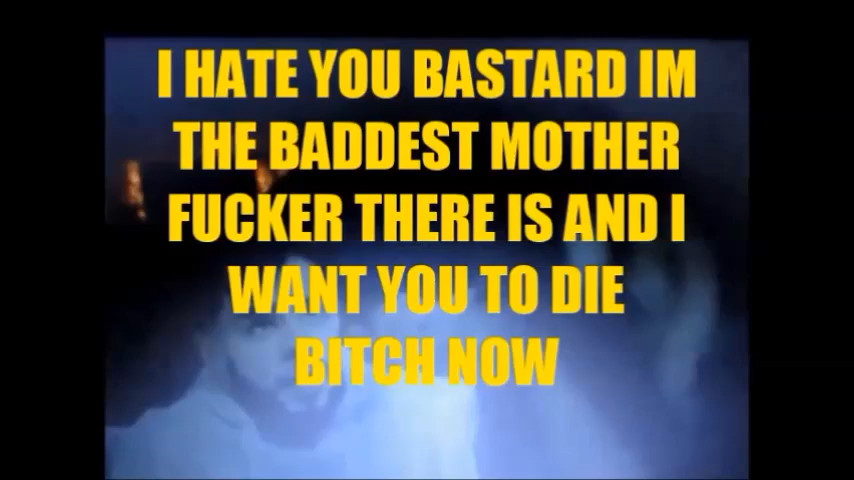 I HATE YOU BASTARD IM
THE BADDEST MOTHER
FUCKER THERE IS AND I
WANT YOU TO DIE
BITCH NOW